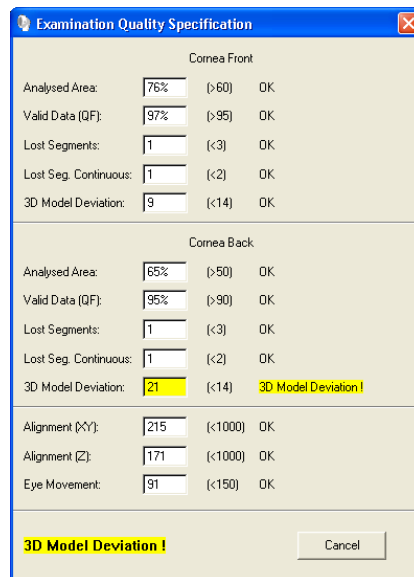 Examination Quality Specification
Cornea Front
Analysed Area: 76% (>60) OK
Valid Data (QF): 97% (>95) OK
Lost Segments: 1 (<3) OK
Lost Seg. Continuous: 1 (<2) OK
3D Model Deviation: 9 (<14) OK
Cornea Back
Analysed Area: 65% (>50) OK
Valid Data (QF): 95% (>90) OK
Lost Segments: 1 (<3) OK
Lost Seg. Continuous: 1 (<2) OK
3D Model Deviation: 21 (<14) 3D Model Deviation !
Alignment (XY): 215 (<1000) OK
Alignment (Z): 171 (<1000) OK
Eye Movement: 91 (<150) OK
3D Model Deviation ! Cancel